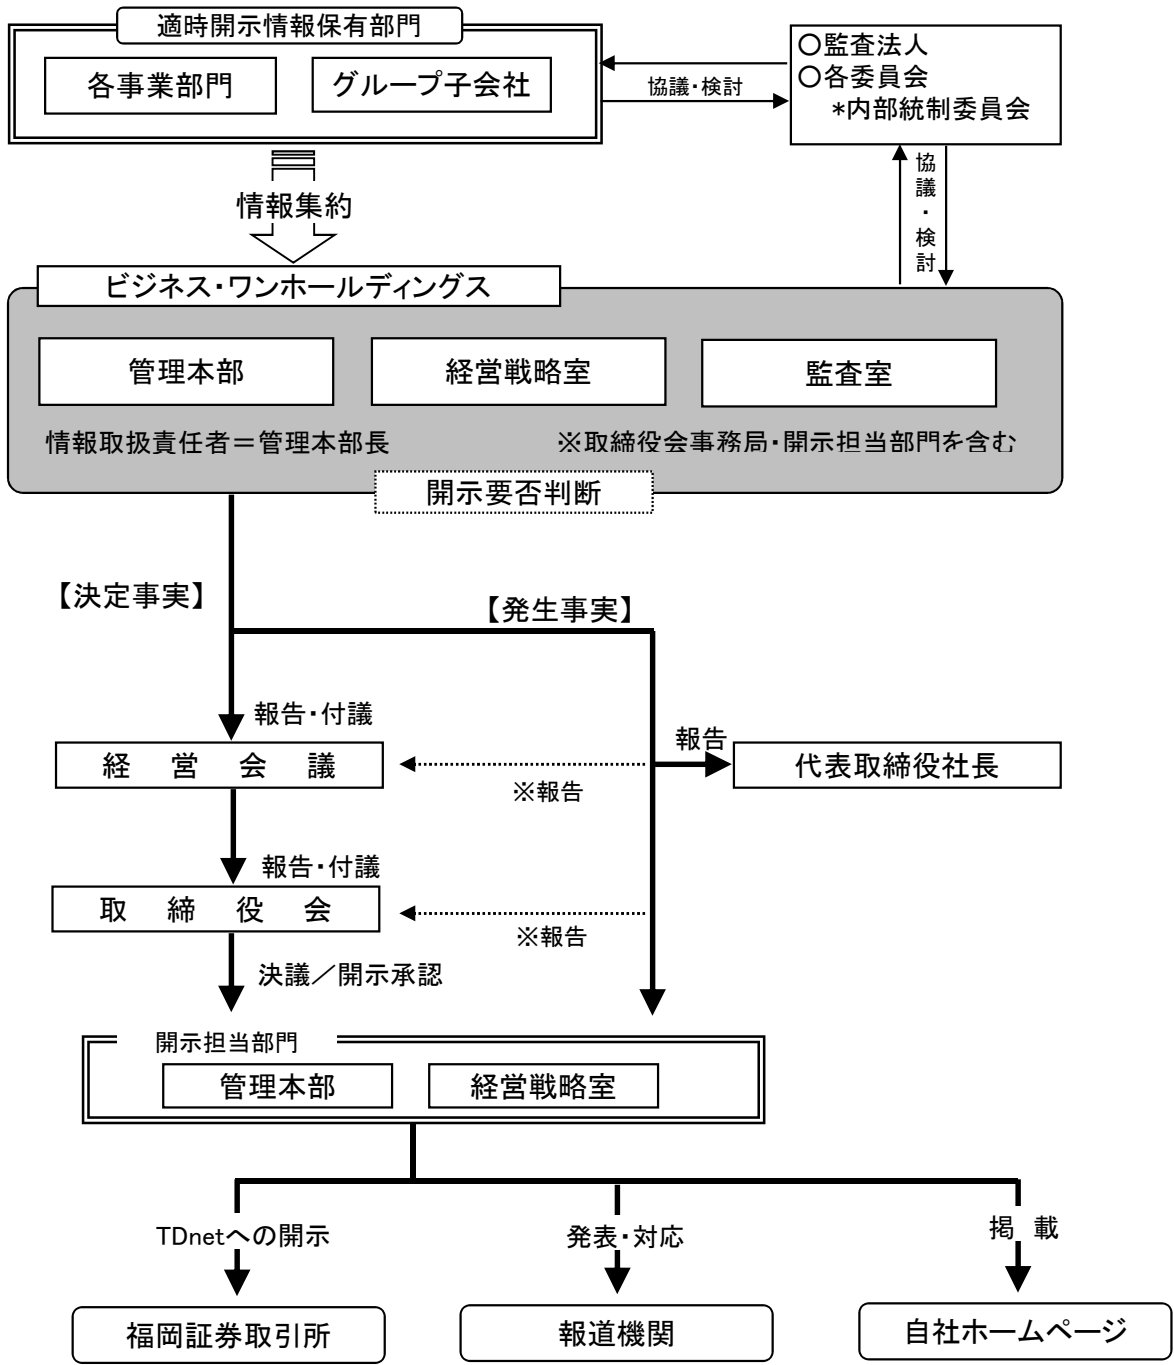 適時開示情報保有部門
各事業部門
グループ子会社
協議・検討
〇監査法人
〇各委員会
*内部統制委員会
協議・検討
情報集約
ビジネス・ワンホールディングス
管理本部
経営戦略室
監査室
情報取扱責任者＝管理本部長
※取締役会事務局・開示担当部門を含む
開示要否判断
【決定事実】
【発生事実】
報告・付議
報告
経　営　会　議
代表取締役社長
※報告
報告・付議
取　締　役　会
※報告
決議／開示承認
開示担当部門
管理本部
経営戦略室
TDnetへの開示
発表・対応
掲　載
福岡証券取引所
報道機関
自社ホームページ